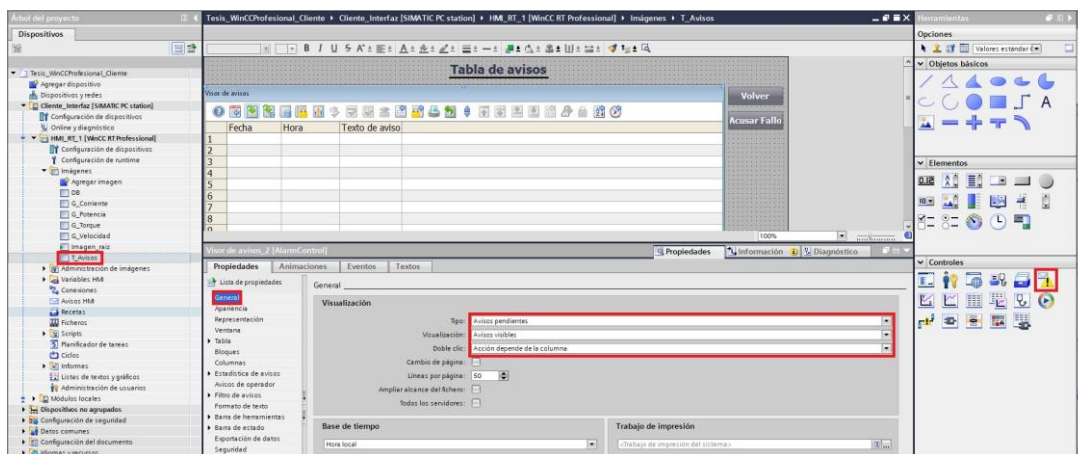 Árbol del proyecto
Dispositivos
Tesis_WinCCProfesional_Cliente
Agregar dispositivo
Dispositivos y redes
Cliente_Interfaz [SIMATIC PC station]
Configuración de dispositivos
Online y diagnóstico
HMI_RT_1 [WinCC RT Professional]
Configuración de dispositivos
Configuración de runtime
Imágenes
Agregar imagen
DB
G_Corriente
G_Potencia
G_Torque
G_Velocidad
Imagen_raíz
T_Avisos
Administración de imágenes
Variables HMI
Conexiones
Avisos HMI
Recetas
Ficheros
Scripts
Planificador de tareas
Ciclos
Informes
Listas de textos y gráficos
Administración de usuarios
Módulos locales
Dispositivos no agrupados
Configuración de seguridad
Datos comunes
Configuración del documento
Idiomas y recursos
Tesis_WinCCProfesional_Cliente Cliente_Interfaz [SIMATIC PC station] HMI_RT_1 [WinCC RT Professional] Imágenes T_Avisos
Tabla de avisos
Visor de avisos
Fecha Hora Texto de aviso
1
2
3
4
5
6
7
8
Volver
Acusar Fallo
100%
Visor de avisos_2 [AlarmControl]
Propiedades Información Diagnóstico
Propiedades Animaciones Eventos Textos
Lista de propiedades
General
Apariencia
Representación
Ventana
Tabla
Bloques
Columnas
Estadística de avisos
Avisos de operador
Filtro de avisos
Formato de texto
Barra de herramientas
Barra de estado
Exportación de datos
Seguridad
General
Visualización
Tipo: Avisos pendientes
Visualización: Avisos visibles
Doble clic: Acción depende de la columna
Cambio de página:
Líneas por página: 50
Ampliar alcance del fichero:
Todos los servidores:
Base de tiempo
Hora local
Trabajo de impresión
<Trabajo de impresión del sistema>
Herramientas
Opciones
Valores estándar
Objetos básicos
Elementos
Controles